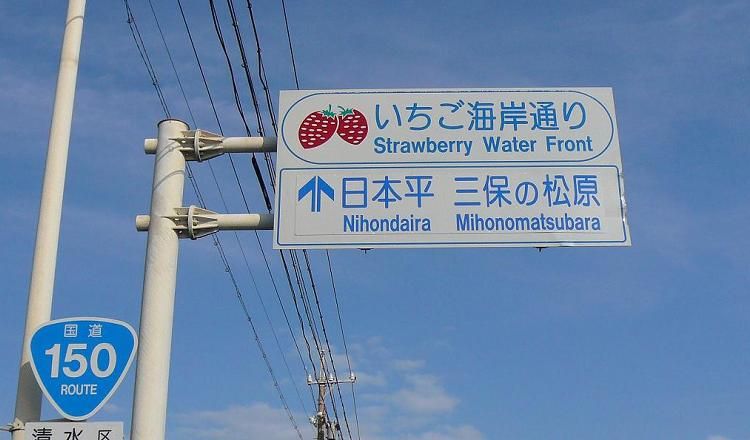 いちご海岸通り
Strawberry Water Front
日本平 三保の松原
Nihondaira Mihonomatsubara
国道
150
ROUTE
清水区